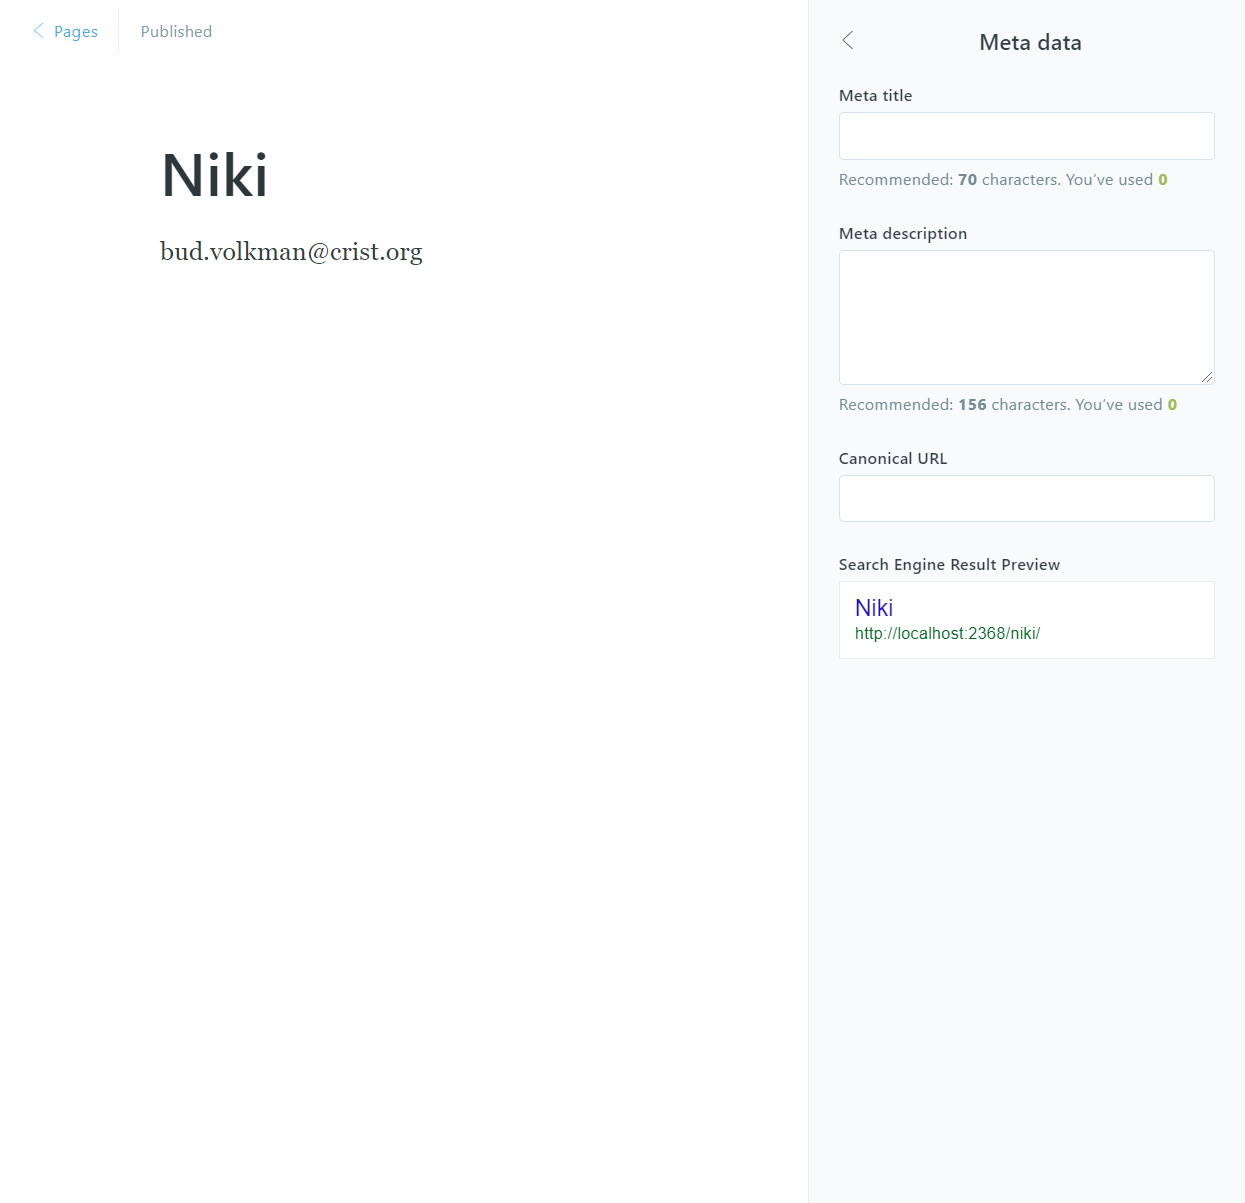 Pages
Published
Niki
bud.volkman@crist.org
Meta data
Meta title
Recommended: 70 characters. You’ve used 0
Meta description
Recommended: 156 characters. You’ve used 0
Canonical URL
Search Engine Result Preview
Niki
http://localhost:2368/niki/